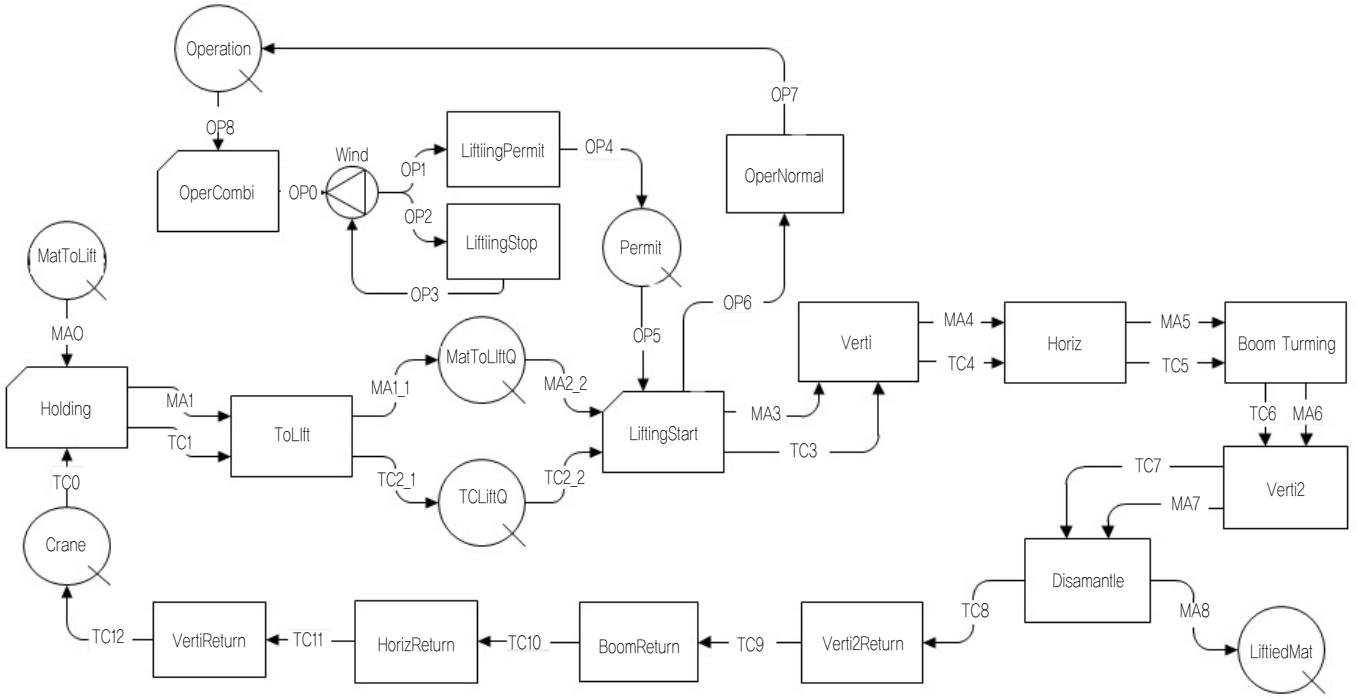 Operation
OP8
OperCombi
OP0
Wind
OP1
OP2
LiftiingPermit
LiftiingStop
OP3
OP4
Permit
OP5
OP6
OperNormal
OP7
MatToLift
MAO
Holding
MA1
TC1
TC0
Crane
ToLIft
MA1_1
TC2_1
MatToLIftQ
TCLiftQ
MA2_2
TC2_2
LiftingStart
MA3
TC3
Verti
MA4
TC4
Horiz
MA5
TC5
Boom Turming
TC6
MA6
Verti2
TC7
MA7
Disamantle
MA8
LiftiedMat
TC8
Verti2Return
TC9
BoomReturn
TC10
HorizReturn
TC11
VertiReturn
TC12